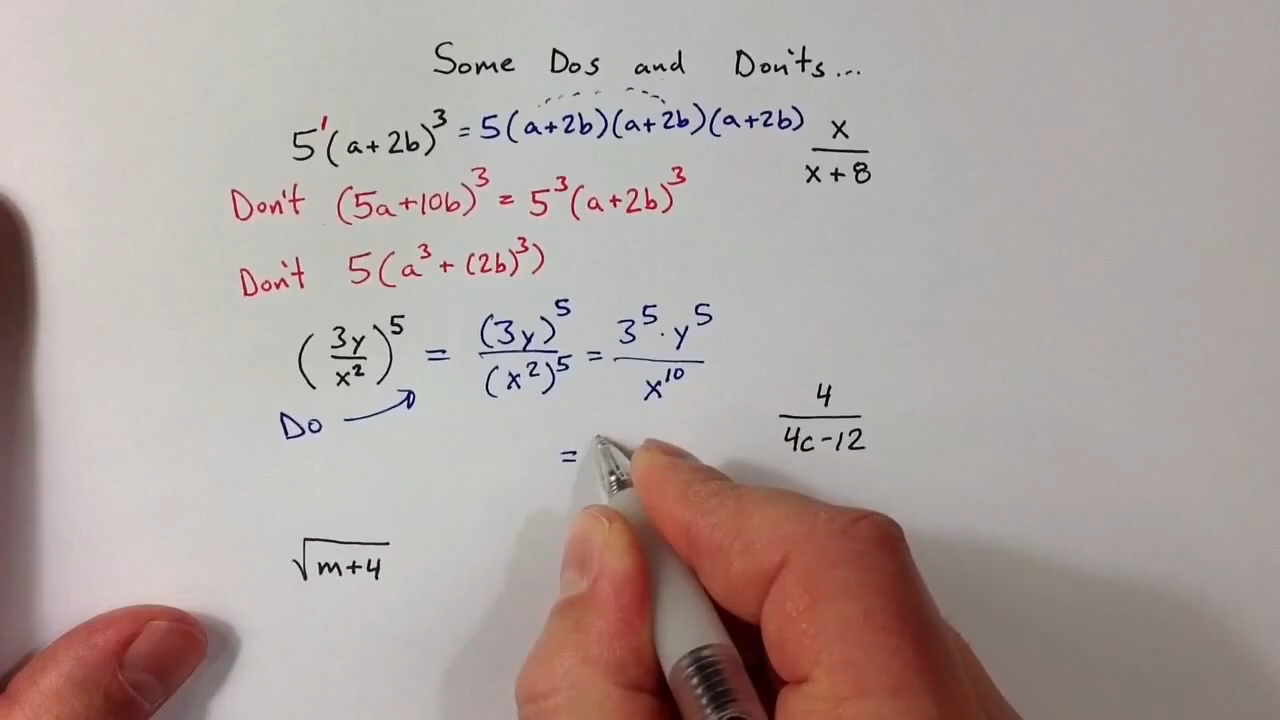 Some Dos and Don'ts...
5¹(a+2b)³ = 5(a+2b)(a+2b)(a+2b)
x/(x+8)
Don't (5a+10b)³ = 5³(a+2b)³
Don't 5(a³+(2b)³)
(3y/x²)⁵ = (3y)⁵/(x²)⁵ = 3⁵·y⁵/x¹⁰
Do
=
4/(4c-12)
√(m+4)